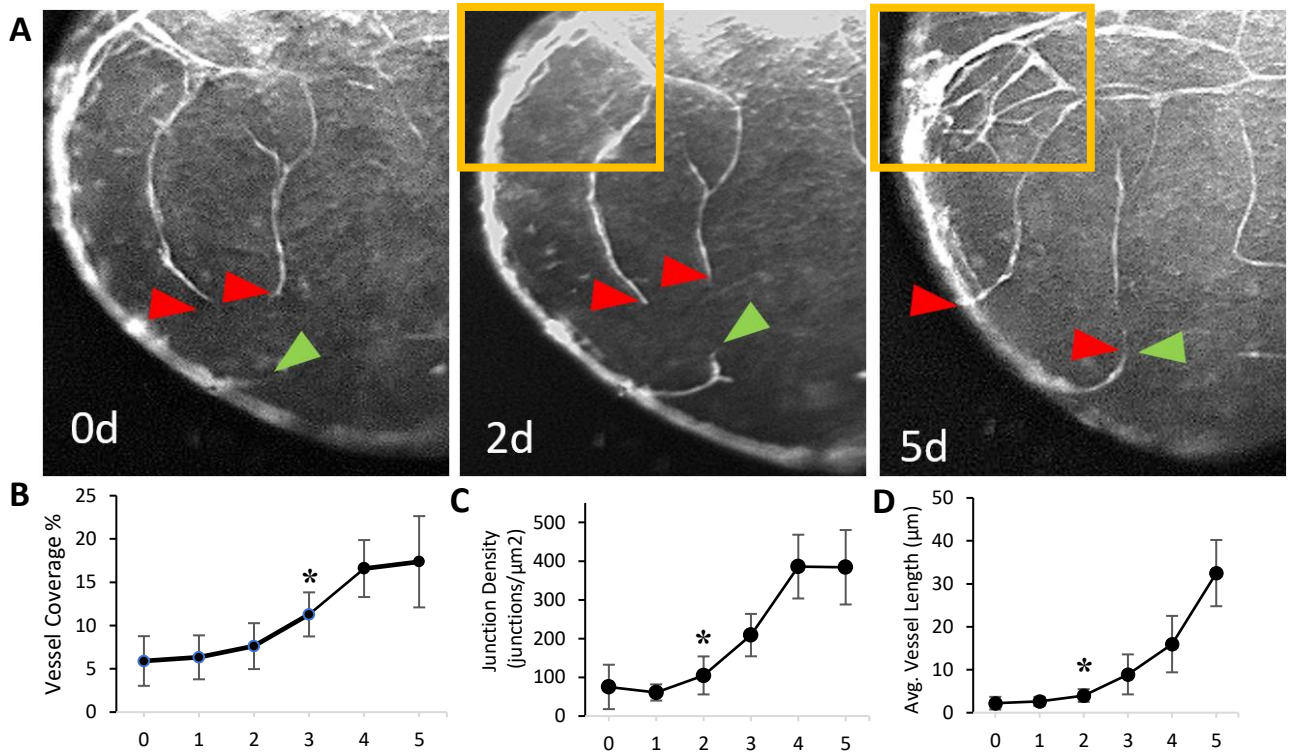 A
0d
2d
5d
B
Vessel Coverage %
25
20
15
10
5
0
*
0 1 2 3 4 5
C
Junction Density
(junctions/µm2)
500
400
300
200
100
0
*
0 1 2 3 4 5
D
Avg. Vessel Length (µm)
50
40
30
20
10
0
*
0 1 2 3 4 5